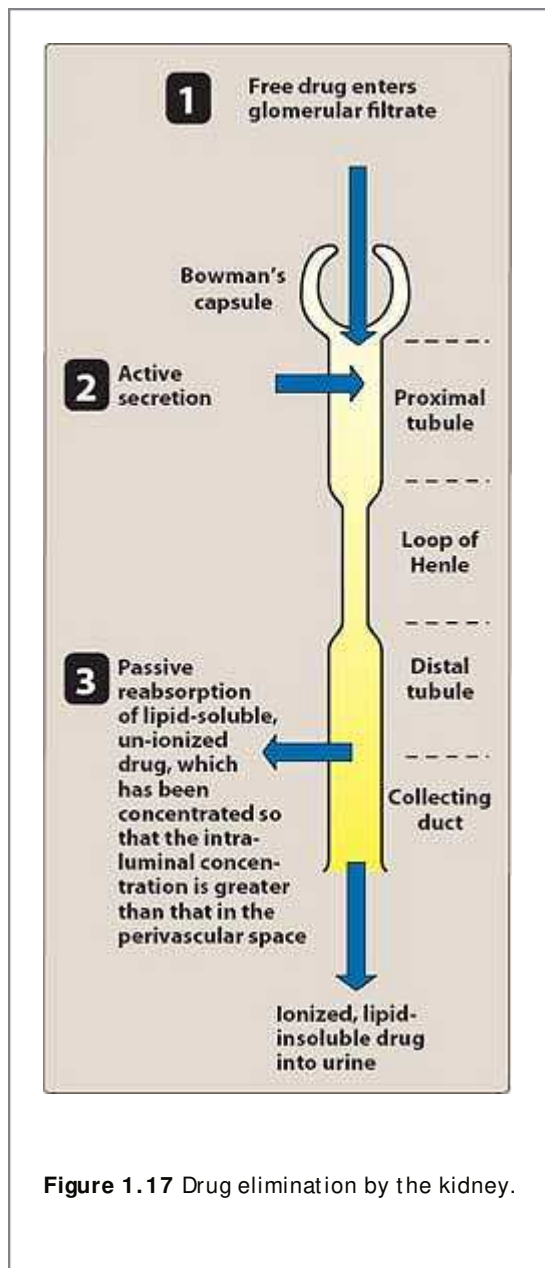 1
Free drug enters
glomerular filtrate
Bowman's
capsule
2
Active
secretion
Proximal
tubule
Loop of
Henle
3
Passive
reabsorption
of lipid-soluble,
un-ionized
drug, which
has been
concentrated so
that the intra-
luminal concen-
tration is greater
than that in the
perivascular space
Distal
tubule
Collecting
duct
Ionized, lipid-
insoluble drug
into urine
Figure 1.17 Drug elimination by the kidney.